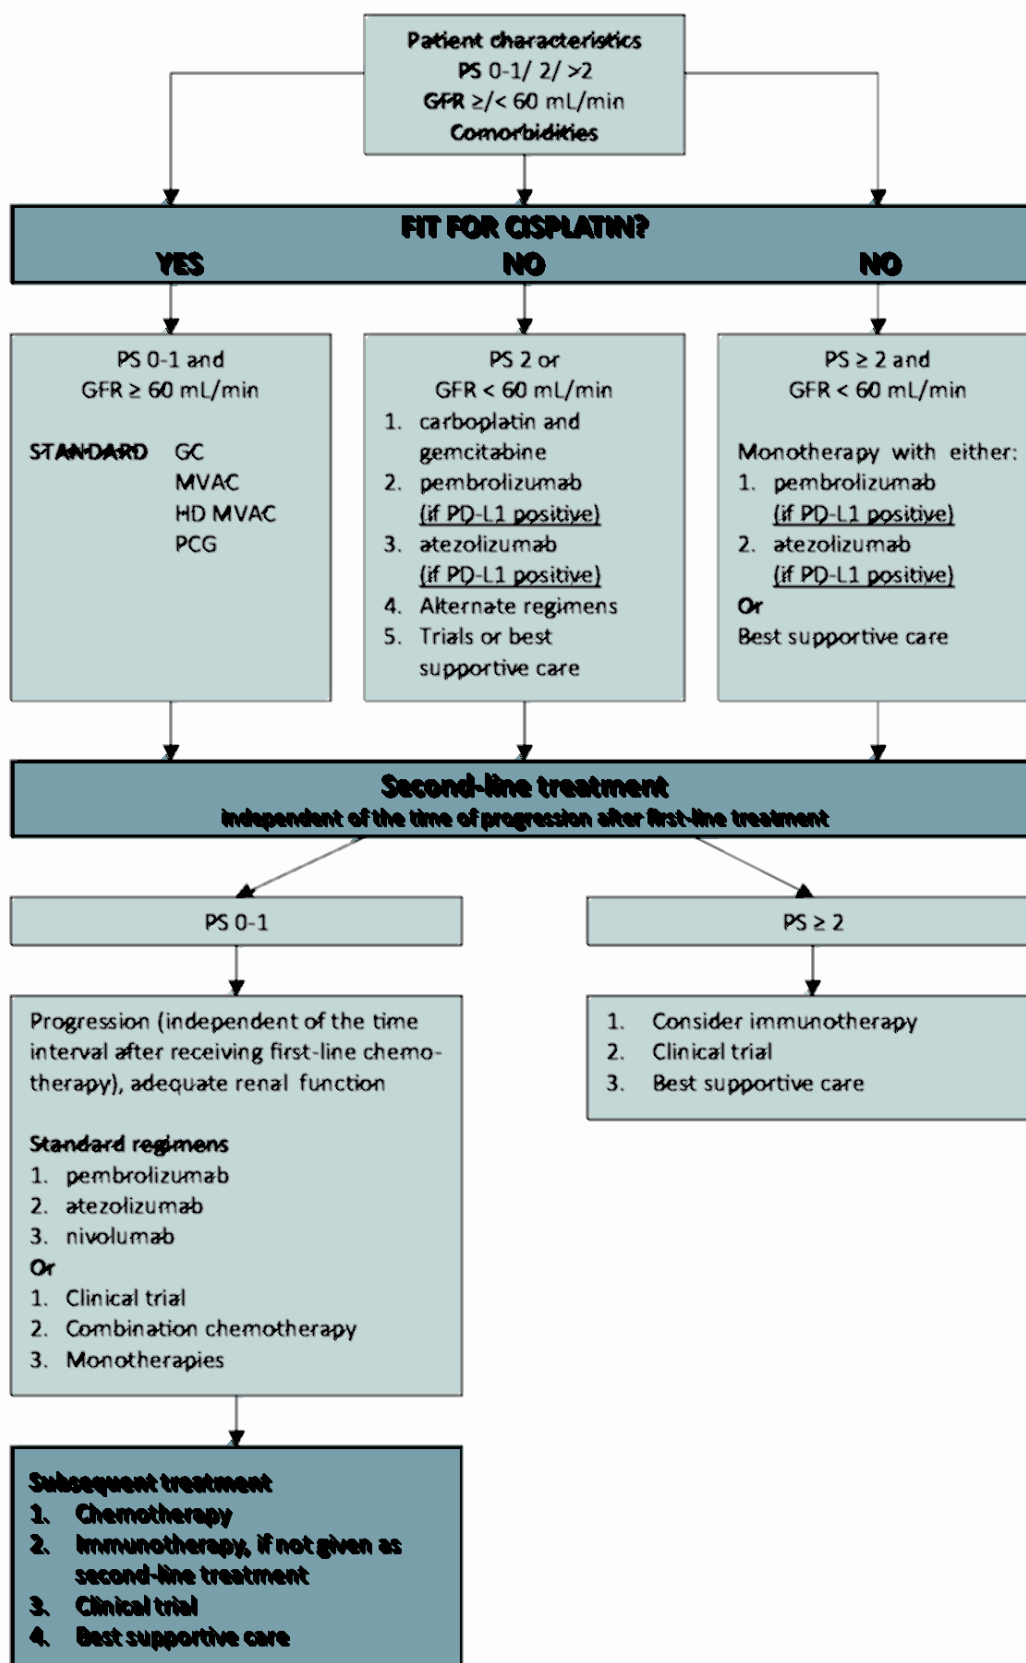 Patient characteristics
PS 0-1/ 2/ >2
GFR ≥/< 60 mL/min
Comorbidities
FIT FOR CISPLATIN?
YES
NO
NO
PS 0-1 and
GFR ≥ 60 mL/min
STANDARD GC
MVAC
HD MVAC
PCG
PS 2 or
GFR < 60 mL/min
1. carboplatin and
gemcitabine
2. pembrolizumab
(if PD-L1 positive)
3. atezolizumab
(if PD-L1 positive)
4. Alternate regimens
5. Trials or best
supportive care
PS ≥ 2 and
GFR < 60 mL/min
Monotherapy with either:
1. pembrolizumab
(if PD-L1 positive)
2. atezolizumab
(if PD-L1 positive)
Or
Best supportive care
Second-line treatment
independent of the time of progression after first-line treatment
PS 0-1
PS ≥ 2
Progression (independent of the time
interval after receiving first-line chemo-
therapy), adequate renal function
Standard regimens
1. pembrolizumab
2. atezolizumab
3. nivolumab
Or
1. Clinical trial
2. Combination chemotherapy
3. Monotherapies
1. Consider immunotherapy
2. Clinical trial
3. Best supportive care
Subsequent treatment
1. Chemotherapy
2. Immunotherapy, if not given as
second-line treatment
3. Clinical trial
4. Best supportive care